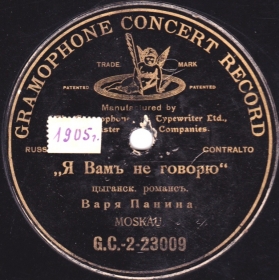 GRAMOPHONE CONCERT RECORD
TRADE MARK
PATENTED PATENTED
Manufactured by
Typewriter Ltd.,
Companies.
1905г.
RUSS CONTRALTO
„Я Вамъ не говорю“
цыганск. романсъ.
Варя Панина
MOSKAU
G.C.-2-23009